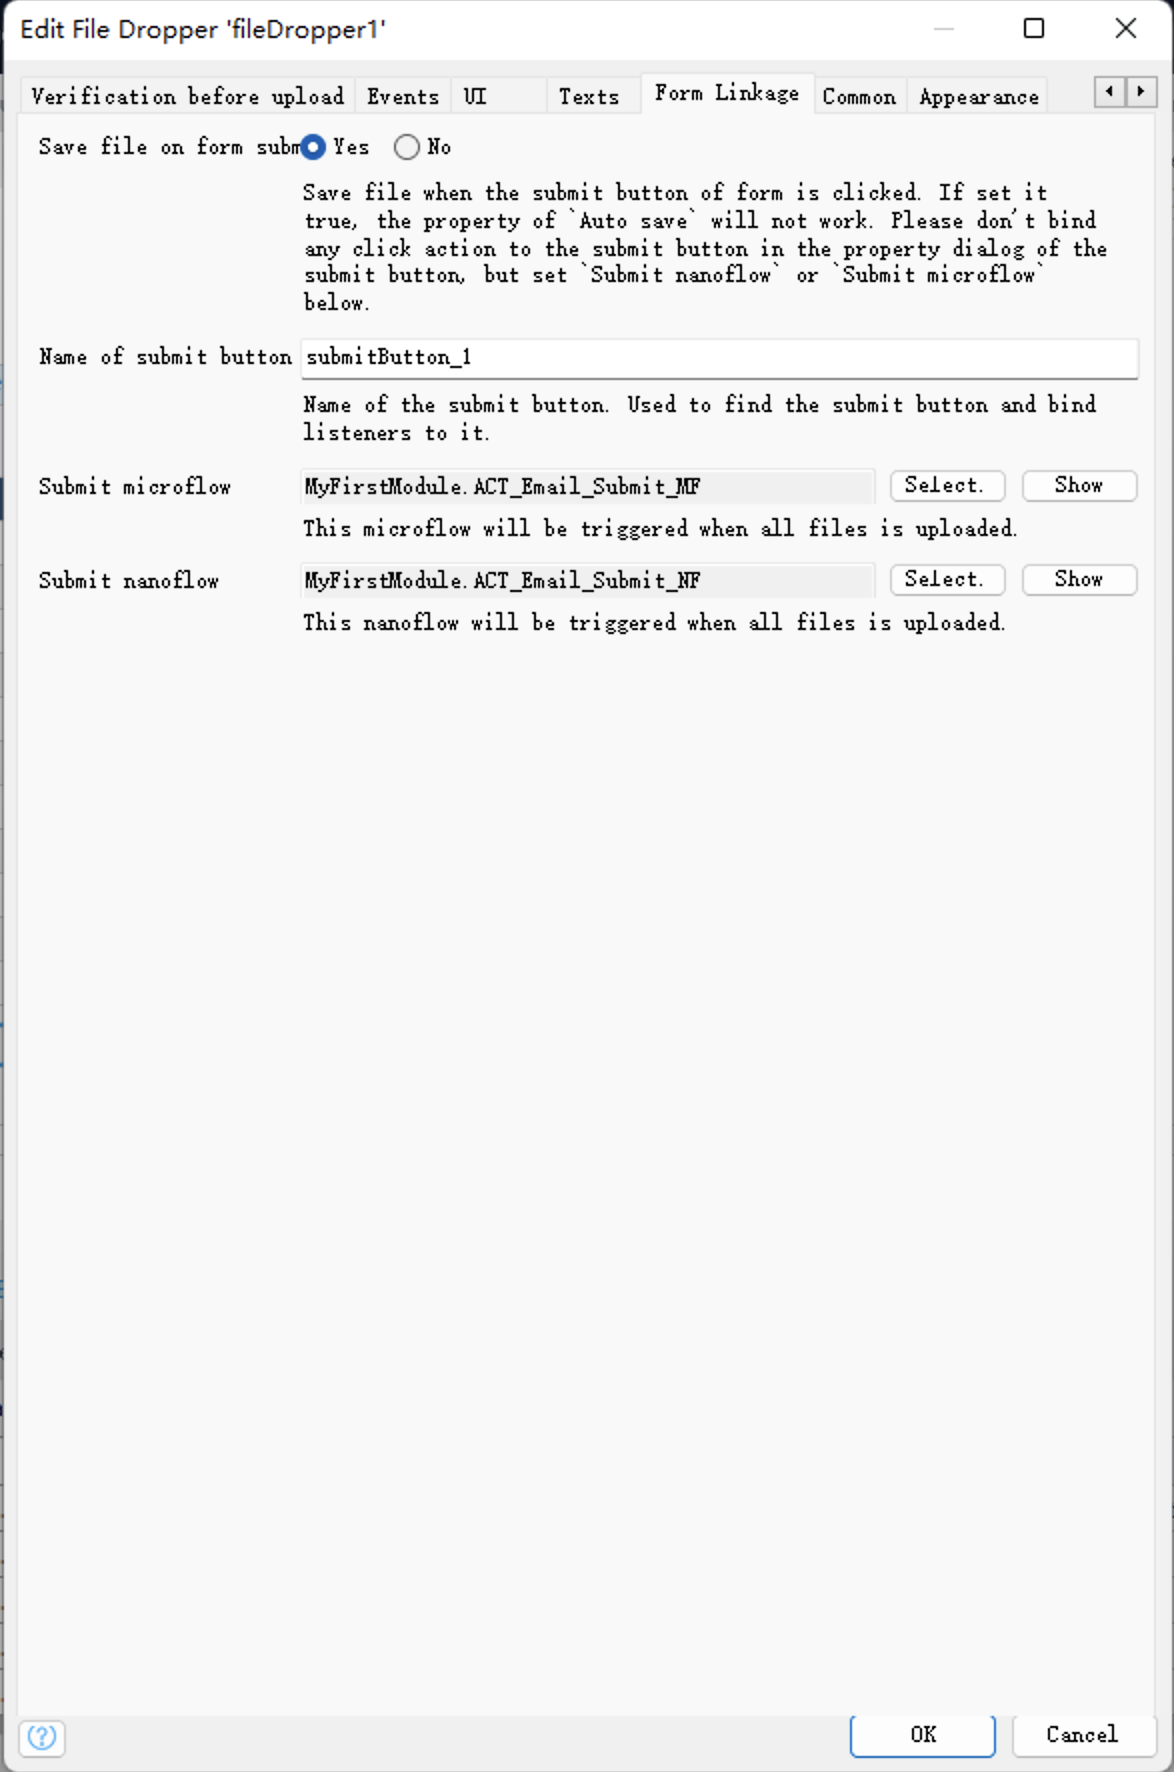 Edit File Dropper 'fileDropper1'
Verification before upload Events UI Texts Form Linkage Common Appearance
Save file on form subm Yes No
Save file when the submit button of form is clicked. If set it
true, the property of `Auto save` will not work. Please don't bind
any click action to the submit button in the property dialog of the
submit button, but set `Submit nanoflow` or `Submit microflow`
below.
Name of submit button submitButton_1
Name of the submit button. Used to find the submit button and bind
listeners to it.
Submit microflow MyFirstModule.ACT_Email_Submit_MF Select. Show
This microflow will be triggered when all files is uploaded.
Submit nanoflow MyFirstModule.ACT_Email_Submit_NF Select. Show
This nanoflow will be triggered when all files is uploaded.
OK Cancel